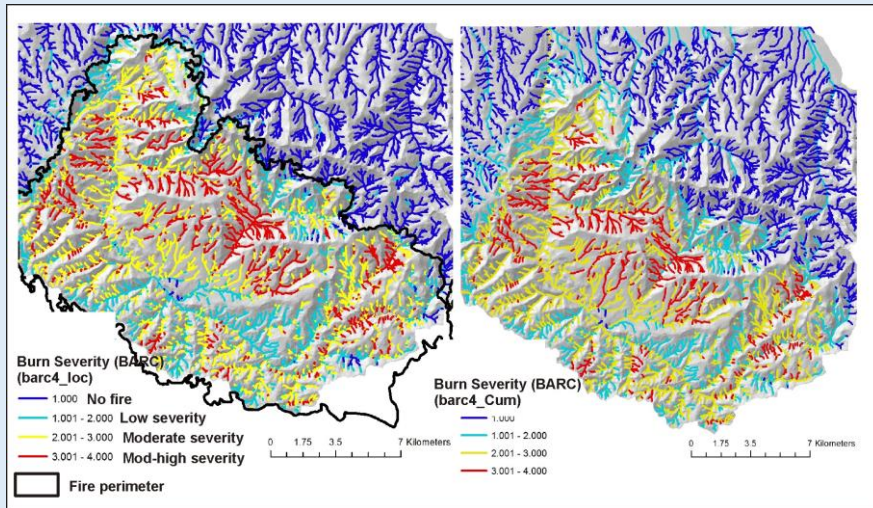 Burn Severity (BARC)
(barc4_loc)
1.000 No fire
1.001 - 2.000 Low severity
2.001 - 3.000 Moderate severity
3.001 - 4.000 Mod-high severity
Fire perimeter
0 1.75 3.5 7 Kilometers
Burn Severity (BARC)
(barc4_Cum)
1.000
1.001 - 2.000
2.001 - 3.000
3.001 - 4.000
0 1.75 3.5 7 Kilometers